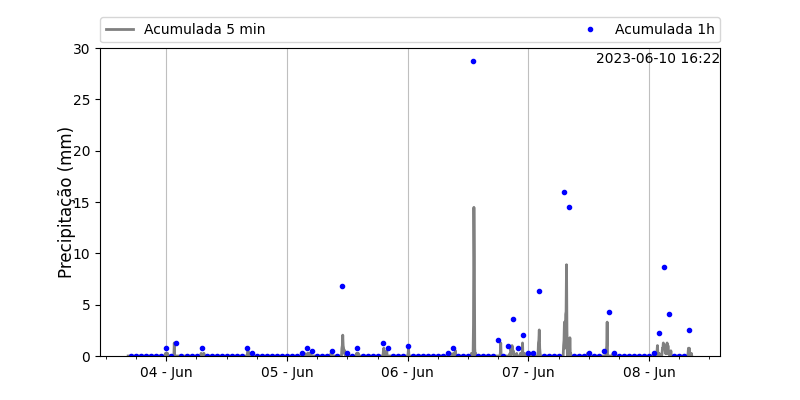 Acumulada 5 min
Acumulada 1h
2023-06-10 16:22
Precipitação (mm)
30
25
20
15
10
5
0
04 - Jun
05 - Jun
06 - Jun
07 - Jun
08 - Jun